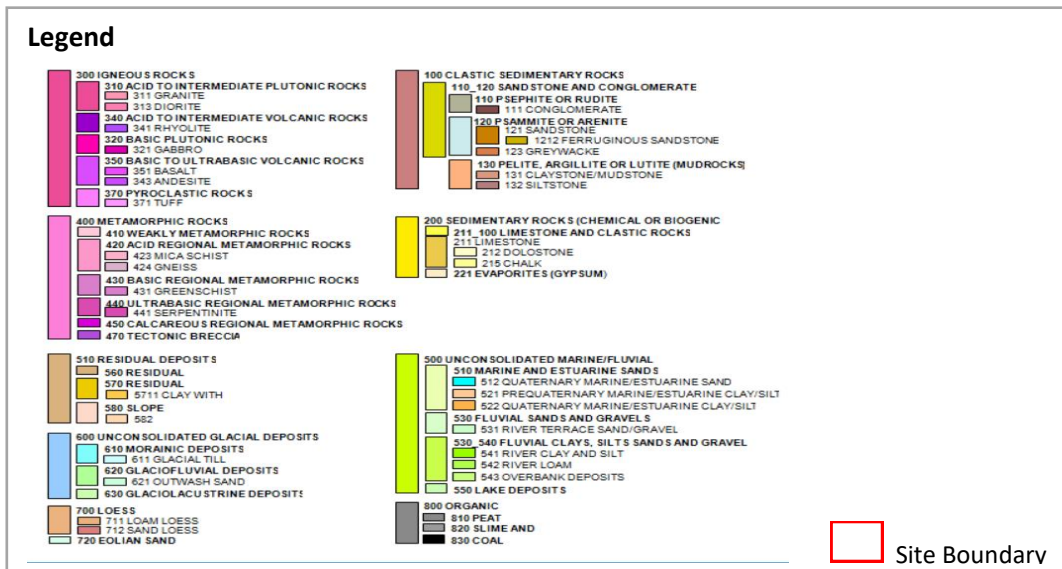 Legend
300 IGNEOUS ROCKS
310 ACID TO INTERMEDIATE PLUTONIC ROCKS
311 GRANITE
313 DIORITE
340 ACID TO INTERMEDIATE VOLCANIC ROCKS
341 RHYOLITE
320 BASIC PLUTONIC ROCKS
321 GABBRO
350 BASIC TO ULTRABASIC VOLCANIC ROCKS
351 BASALT
343 ANDESITE
370 PYROCLASTIC ROCKS
371 TUFF
400 METAMORPHIC ROCKS
410 WEAKLY METAMORPHIC ROCKS
420 ACID REGIONAL METAMORPHIC ROCKS
423 MICA SCHIST
424 GNEISS
430 BASIC REGIONAL METAMORPHIC ROCKS
431 GREENSCHIST
440 ULTRABASIC REGIONAL METAMORPHIC ROCKS
441 SERPENTINITE
450 CALCAREOUS REGIONAL METAMORPHIC ROCKS
470 TECTONIC BRECCIA
510 RESIDUAL DEPOSITS
560 RESIDUAL
570 RESIDUAL
5711 CLAY WITH
580 SLOPE
582
600 UNCONSOLIDATED GLACIAL DEPOSITS
610 MORAINIC DEPOSITS
611 GLACIAL TILL
620 GLACIOFLUVIAL DEPOSITS
621 OUTWASH SAND
630 GLACIOLACUSTRINE DEPOSITS
700 LOESS
711 LOAM LOESS
712 SAND LOESS
720 EOLIAN SAND
100 CLASTIC SEDIMENTARY ROCKS
110_120 SANDSTONE AND CONGLOMERATE
110 PSEPHITE OR RUDITE
111 CONGLOMERATE
120 PSAMMITE OR ARENITE
121 SANDSTONE
1212 FERRUGINOUS SANDSTONE
123 GREYWACKE
130 PELITE, ARGILLITE OR LUTITE (MUDROCKS)
131 CLAYSTONE/MUDSTONE
132 SILTSTONE
200 SEDIMENTARY ROCKS (CHEMICAL OR BIOGENIC
211_100 LIMESTONE AND CLASTIC ROCKS
211 LIMESTONE
212 DOLOSTONE
215 CHALK
221 EVAPORITES (GYPSUM)
500 UNCONSOLIDATED MARINE/FLUVIAL
510 MARINE AND ESTUARINE SANDS
512 QUATERNARY MARINE/ESTUARINE SAND
521 PREQUATERNARY MARINE/ESTUARINE CLAY/SILT
522 QUATERNARY MARINE/ESTUARINE CLAY/SILT
530 FLUVIAL SANDS AND GRAVELS
531 RIVER TERRACE SAND/GRAVEL
530_540 FLUVIAL CLAYS, SILTS SANDS AND GRAVEL
541 RIVER CLAY AND SILT
542 RIVER LOAM
543 OVERBANK DEPOSITS
550 LAKE DEPOSITS
800 ORGANIC
810 PEAT
820 SLIME AND
830 COAL
Site Boundary